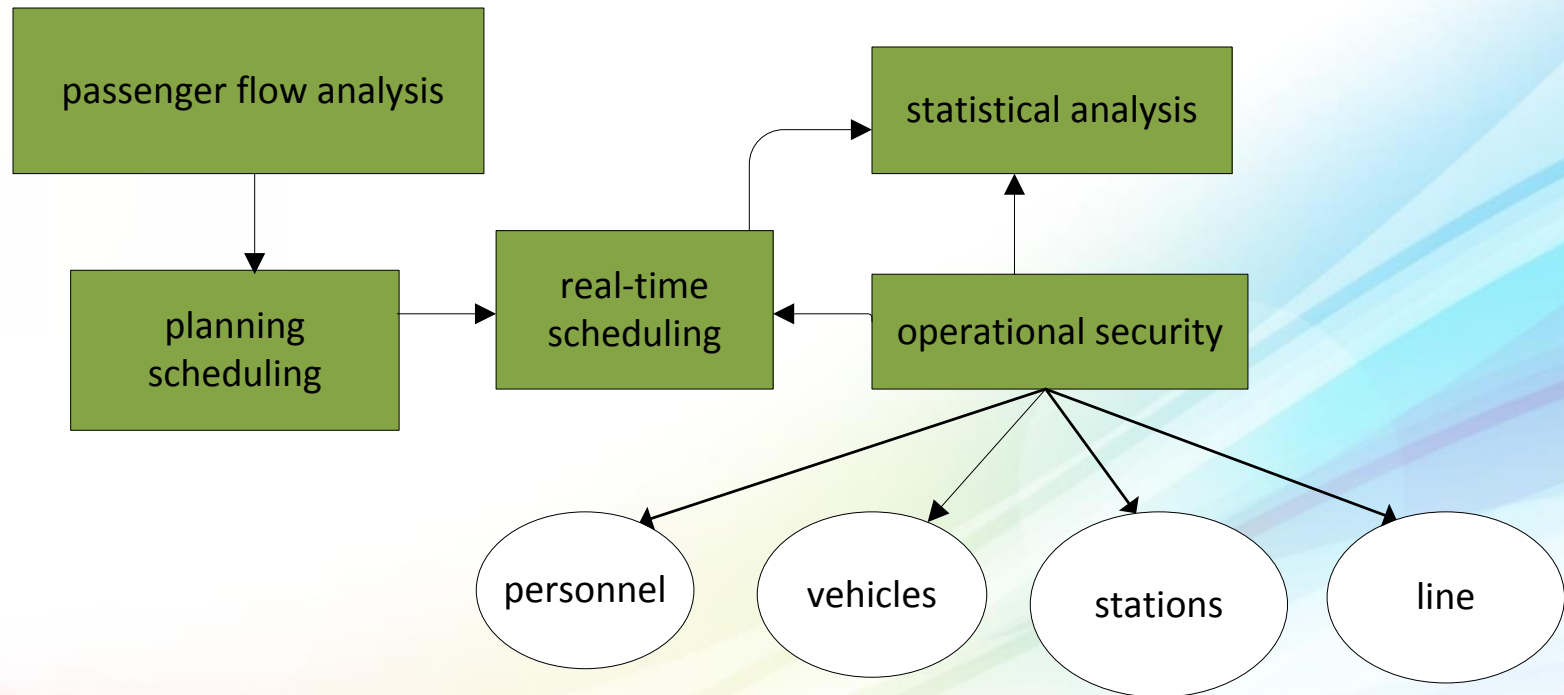 passenger flow analysis
statistical analysis
real-time
scheduling
planning
scheduling
operational security
personnel
vehicles
stations
line